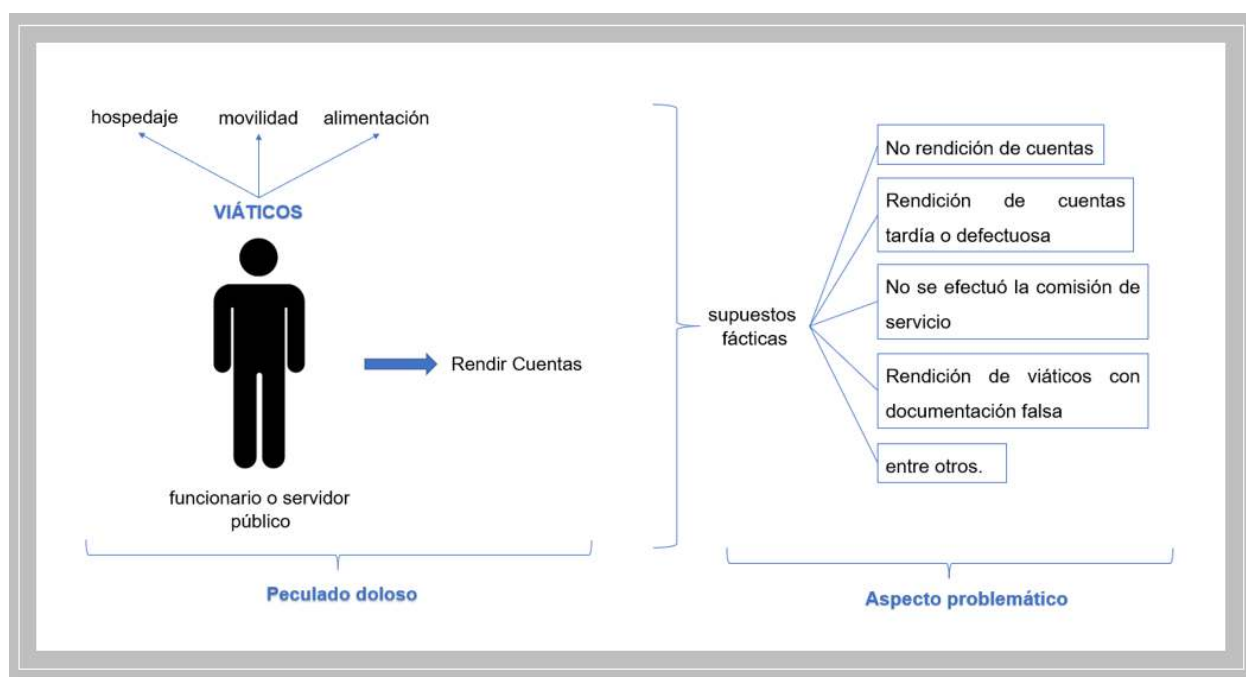 hospedaje movilidad alimentación
VIÁTICOS
Rendir Cuentas
funcionario o servidor
público
Peculado doloso
supuestos
fácticas
No rendición de cuentas
Rendición de cuentas
tardía o defectuosa
No se efectuó la comisión de
servicio
Rendición de viáticos con
documentación falsa
entre otros.
Aspecto problemático